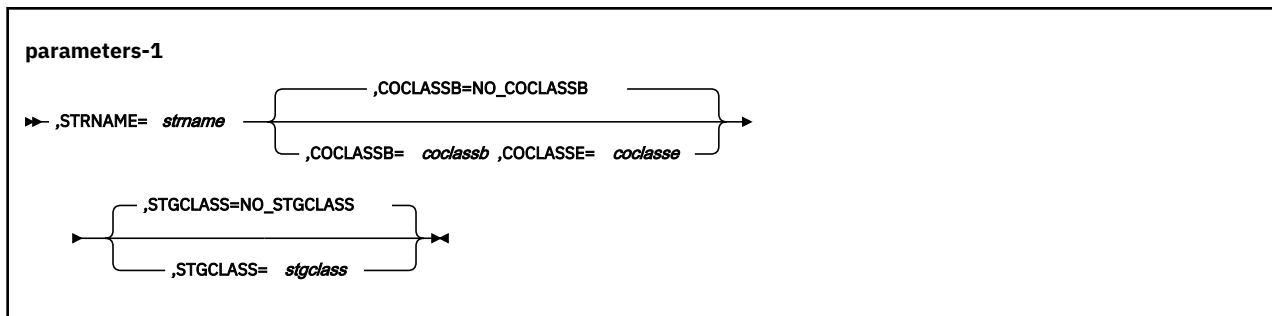 parameters-1
,COCLASSB=NO_COCLASSB
,STRNAME= strname
,COCLASSB= coclassb ,COCLASSE= coclasse
,STGCLASS=NO_STGCLASS
,STGCLASS= stgclass